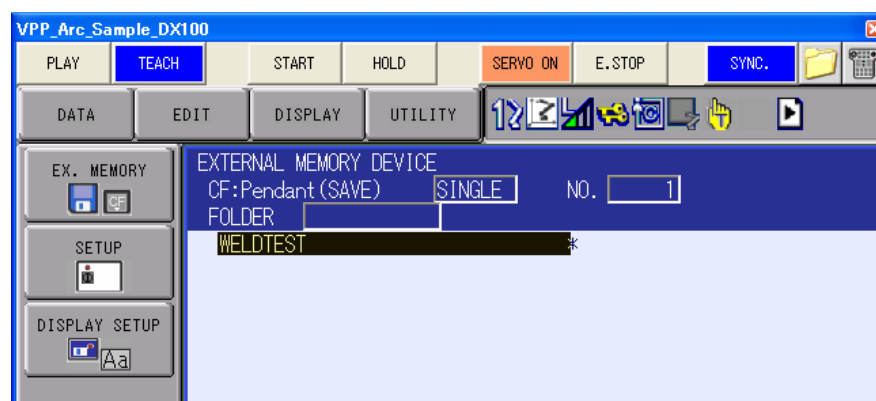 VPP_Arc_Sample_DX100
PLAY TEACH START HOLD SERVO ON E.STOP SYNC.
DATA EDIT DISPLAY UTILITY
EX. MEMORY
CF
SETUP
DISPLAY SETUP
Aa
EXTERNAL MEMORY DEVICE
CF:Pendant(SAVE) SINGLE NO. 1
FOLDER
WELDTEST *